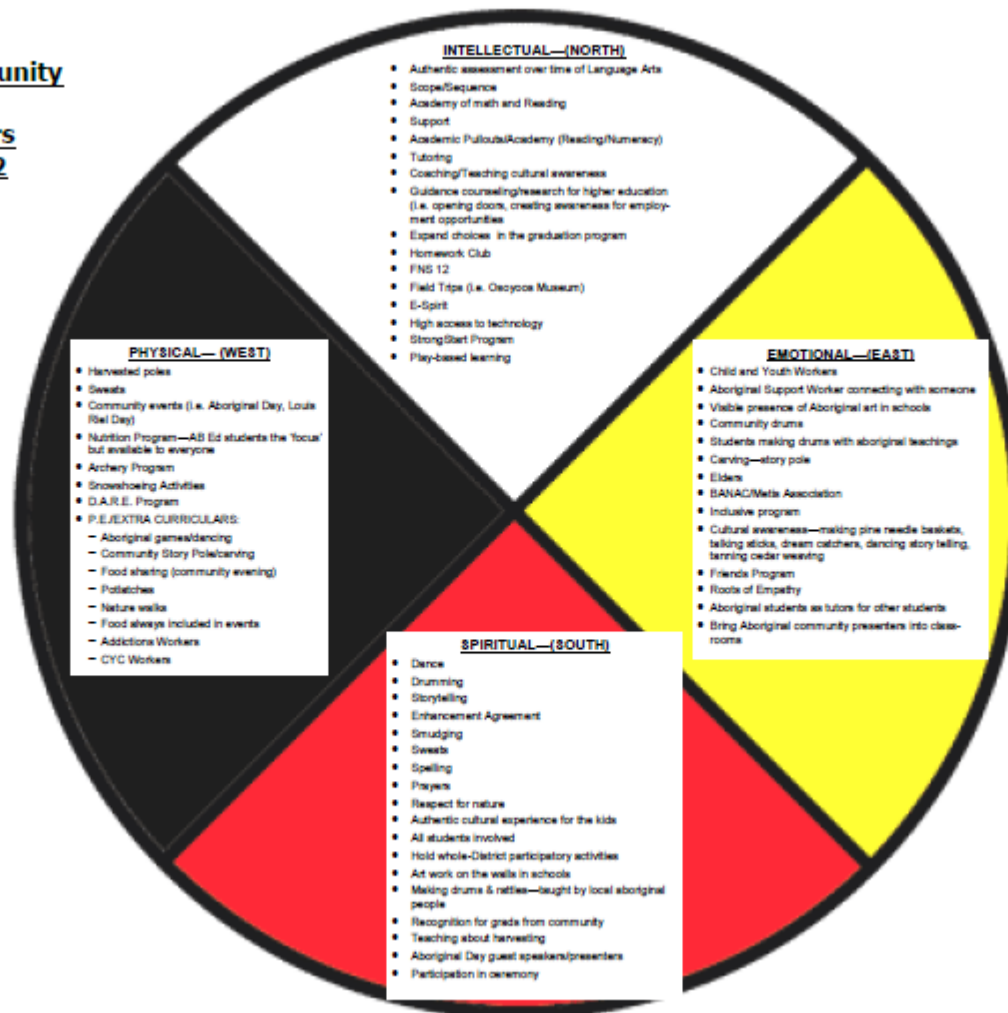 unity
rs
2
INTELLECTUAL—(NORTH)
• Authentic assessment over time of Language Arts
• Scope/Sequence
• Academy of math and Reading
• Support
• Academic Pullouts/Academy (Reading/Numeracy)
• Tutoring
• Coaching/Teaching cultural awareness
• Guidance counseling/research for higher education
(i.e. opening doors, creating awareness for employ-
ment opportunities
• Expand choices in the graduation program
• Homework Club
• FNS 12
• Field Trips (i.e. Osoyoos Museum)
• E-Spirit
• High access to technology
• StrongStart Program
• Play-based learning
PHYSICAL— (WEST)
• Harvested poles
• Sweats
• Community events (i.e. Aboriginal Day, Louis
Riel Day)
• Nutrition Program—AB Ed students the 'focus'
but available to everyone
• Archery Program
• Snowshoeing Activities
• D.A.R.E. Program
• P.E./EXTRA CURRICULARS:
– Aboriginal games/dancing
– Community Story Pole/carving
– Food sharing (community evening)
– Potlatches
– Nature walks
– Food always included in events
– Addictions Workers
– CYC Workers
EMOTIONAL—(EAST)
• Child and Youth Workers
• Aboriginal Support Worker connecting with someone
• Visible presence of Aboriginal art in schools
• Community drums
• Students making drums with aboriginal teachings
• Carving—story pole
• Elders
• BANAC/Metis Association
• Inclusive program
• Cultural awareness—making pine needle baskets,
talking sticks, dream catchers, dancing story telling,
tanning cedar weaving
• Friends Program
• Roots of Empathy
• Aboriginal students as tutors for other students
• Bring Aboriginal community presenters into class-
rooms
SPIRITUAL—(SOUTH)
• Dance
• Drumming
• Storytelling
• Enhancement Agreement
• Smudging
• Sweats
• Spelling
• Prayers
• Respect for nature
• Authentic cultural experience for the kids
• All students involved
• Hold whole-District participatory activities
• Art work on the walls in schools
• Making drums & rattles—taught by local aboriginal
people
• Recognition for grads from community
• Teaching about harvesting
• Aboriginal Day guest speakers/presenters
• Participation in ceremony